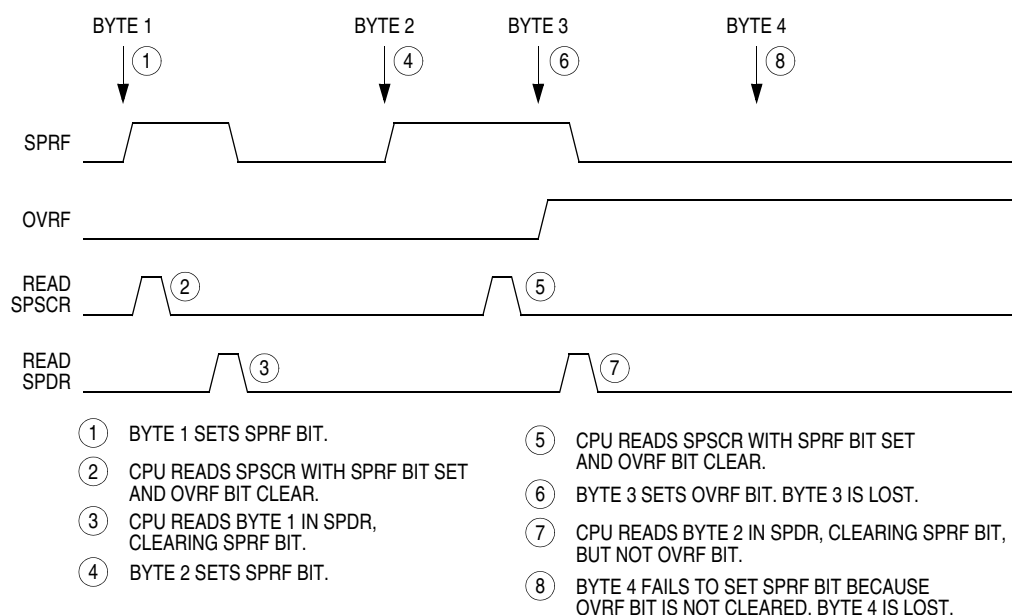 BYTE 1
BYTE 2
BYTE 3
BYTE 4
1
4
6
8
SPRF
OVRF
READ
SPSCR
2
5
READ
SPDR
3
7
1 BYTE 1 SETS SPRF BIT.
2 CPU READS SPSCR WITH SPRF BIT SET
AND OVRF BIT CLEAR.
3 CPU READS BYTE 1 IN SPDR,
CLEARING SPRF BIT.
4 BYTE 2 SETS SPRF BIT.
5 CPU READS SPSCR WITH SPRF BIT SET
AND OVRF BIT CLEAR.
6 BYTE 3 SETS OVRF BIT. BYTE 3 IS LOST.
7 CPU READS BYTE 2 IN SPDR, CLEARING SPRF BIT,
BUT NOT OVRF BIT.
8 BYTE 4 FAILS TO SET SPRF BIT BECAUSE
OVRF BIT IS NOT CLEARED. BYTE 4 IS LOST.